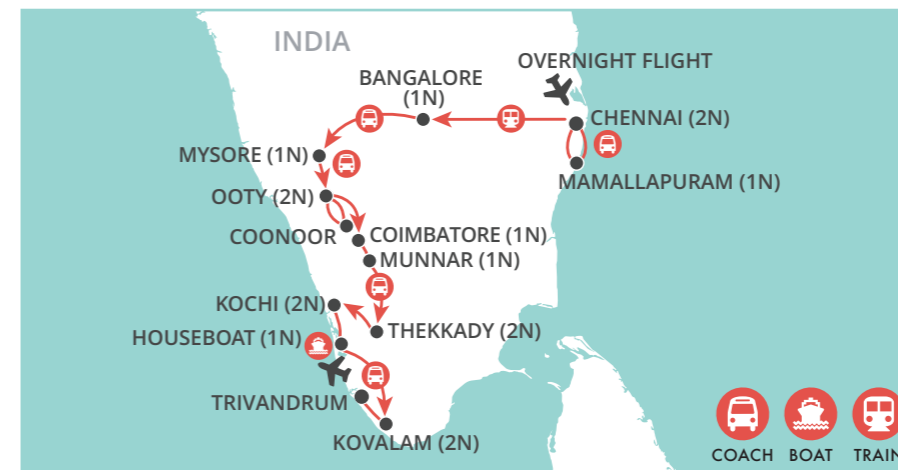 INDIA
OVERNIGHT FLIGHT
BANGALORE
(1N)
CHENNAI (2N)
MYSORE (1N)
MAMALLAPURAM (1N)
OOTY (2N)
COONOOR
COIMBATORE (1N)
MUNNAR (1N)
KOCHI (2N)
THEKKADY (2N)
HOUSEBOAT (1N)
TRIVANDRUM
KOVALAM (2N)
COACH BOAT TRAIN